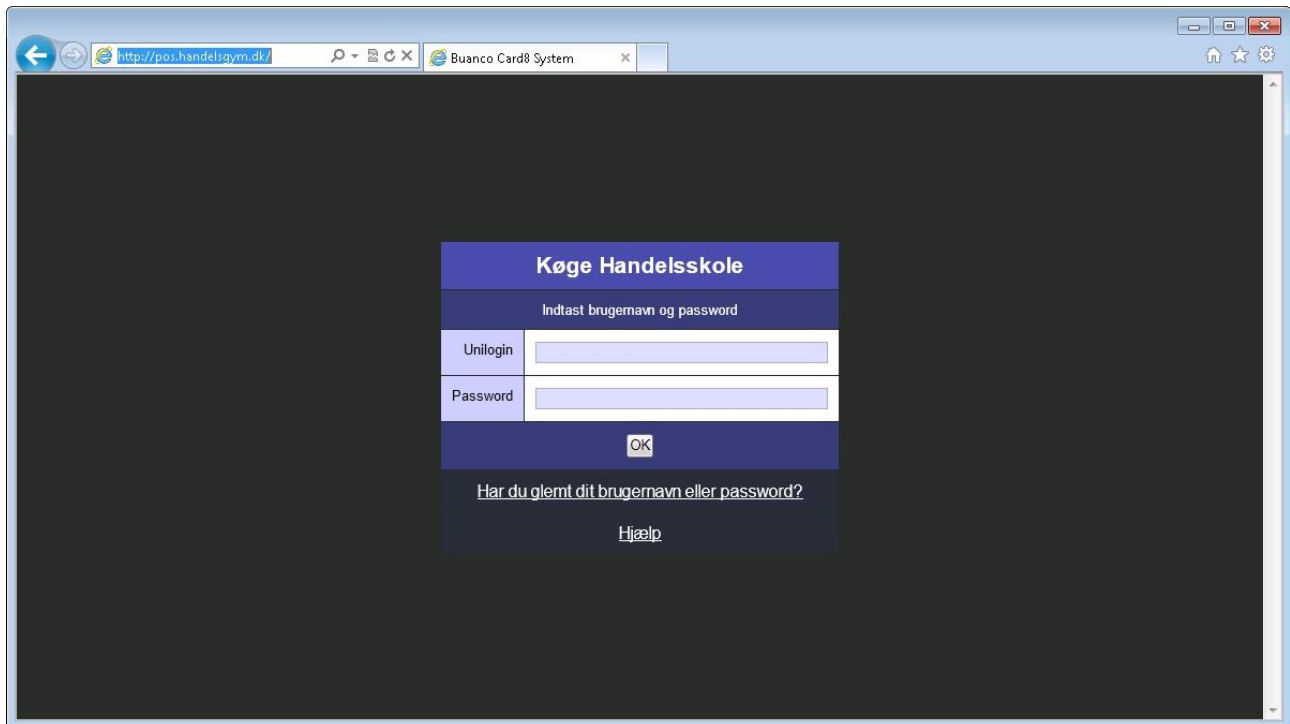 http://pos.handelsgym.dk/
Buanco Card8 System
Køge Handelsskole
Indtast brugernavn og password
Unilogin
Password
OK
Har du glemt dit brugernavn eller password?
Hjælp